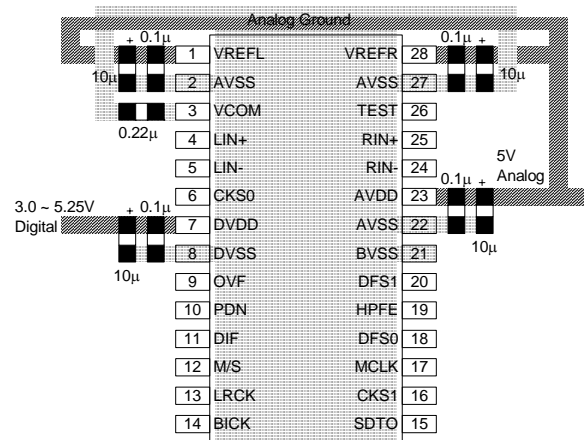 Analog Ground
+ 0.1μ
10μ
1 VREFL
2 AVSS
3 VCOM
0.22μ
4 LIN+
5 LIN-
6 CKS0
3.0 ~ 5.25V
Digital
+ 0.1μ
7 DVDD
8 DVSS
10μ
9 OVF
10 PDN
11 DIF
12 M/S
13 LRCK
14 BICK
VREFR 28
0.1μ +
AVSS 27
10μ
TEST 26
RIN+ 25
RIN- 24
5V
Analog
0.1μ +
AVDD 23
AVSS 22
10μ
BVSS 21
DFS1 20
HPFE 19
DFS0 18
MCLK 17
CKS1 16
SDTO 15